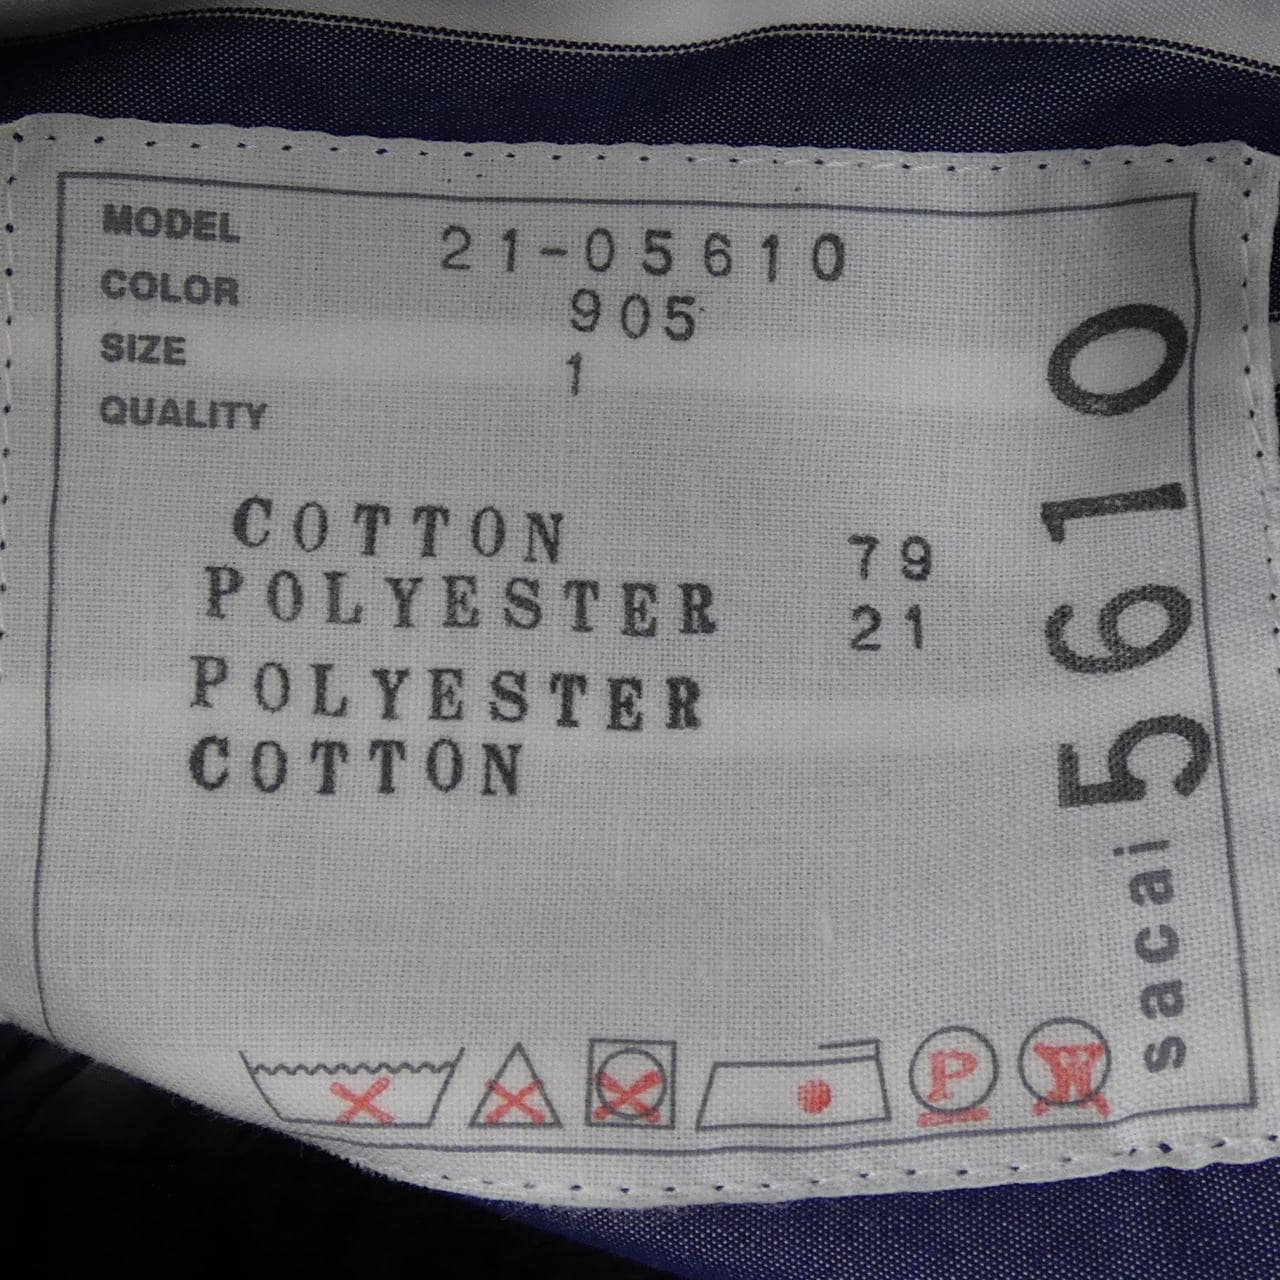 MODEL 21-05610
COLOR 905
SIZE 1
QUALITY
COTTON 79
POLYESTER 21
POLYESTER
COTTON
sacai 5610
P W